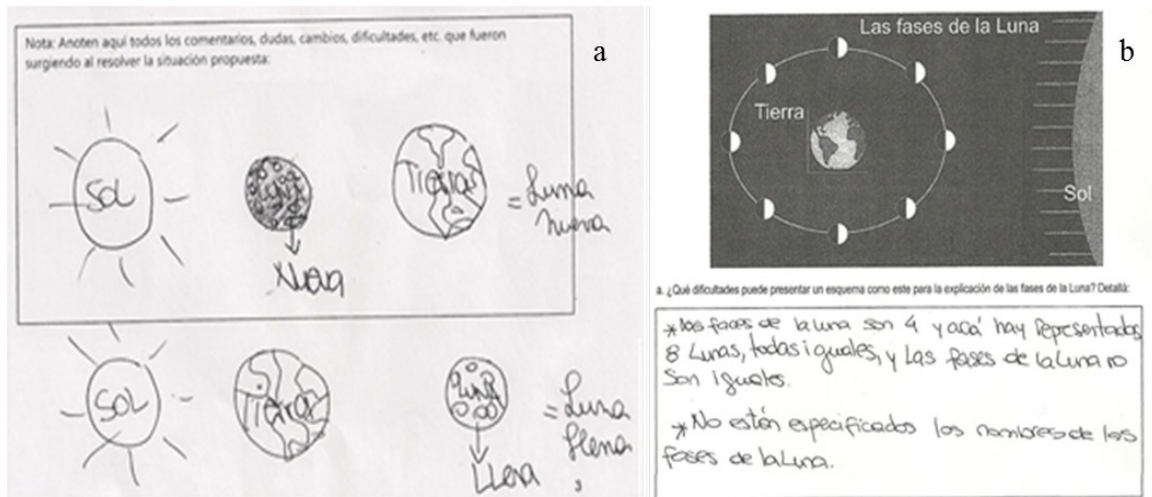 Nota: Anoten aquí todos los comentarios, dudas, cambios, dificultades, etc. que fueron
surgiendo al resolver la situación propuesta:
a
SOL
LUNA
Tierra
= Luna
nueva
Nueva
SOL
Tierra
LUNA
= Luna
llena
LLena
b
Las fases de la Luna
Tierra
Sol
a. ¿Qué dificultades puede presentar un esquema como este para la explicación de las fases de la Luna? Detallá:
* las fases de la luna son 4 y acá hay representadas
8 Lunas, todas iguales, y las fases de la luna no
son iguales.
* No están especificados los nombres de las
fases de la Luna.